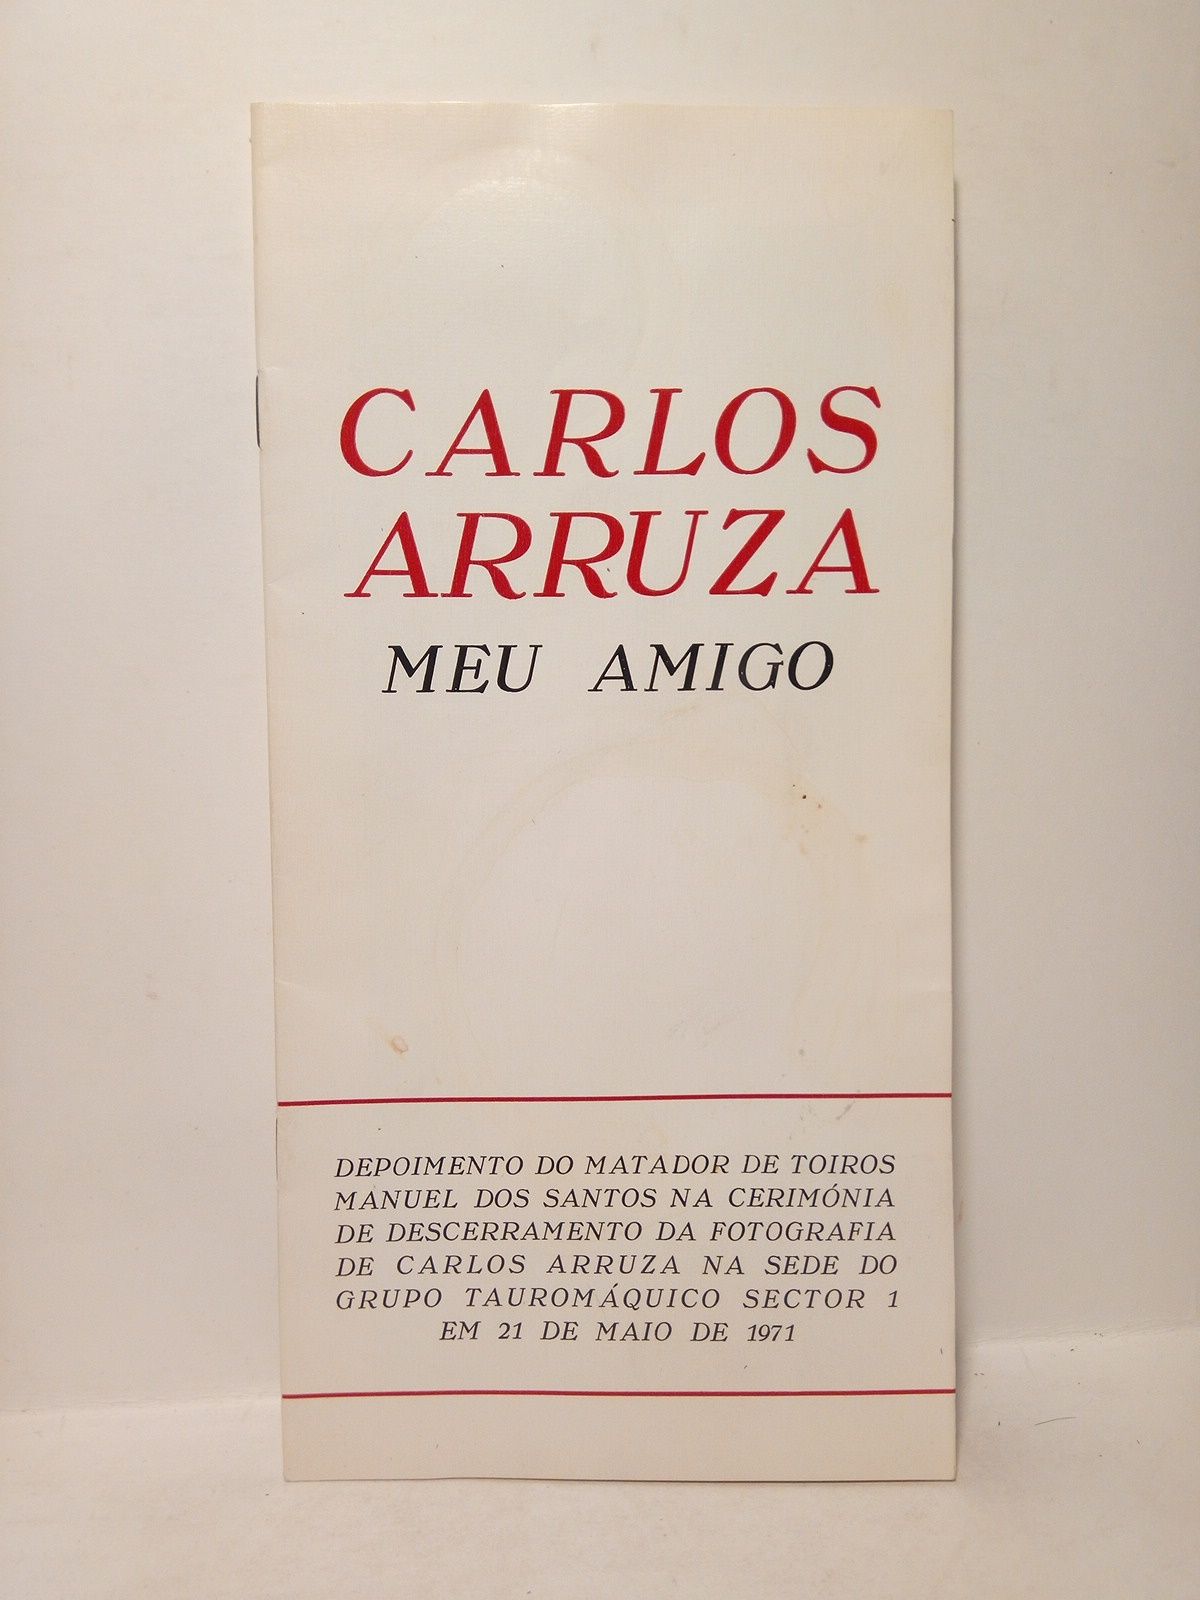 CARLOS
ARRUZA
MEU AMIGO
DEPOIMENTO DO MATADOR DE TOIROS
MANUEL DOS SANTOS NA CERIMÓNIA
DE DESCERRAMENTO DA FOTOGRAFIA
DE CARLOS ARRUZA NA SEDE DO
GRUPO TAUROMÁQUICO SECTOR 1
EM 21 DE MAIO DE 1971